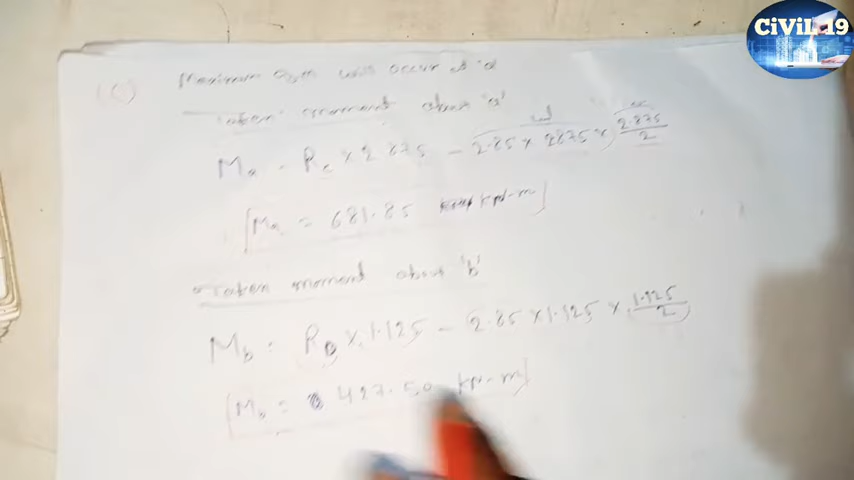 CiViL 19
(C) Maximum will occur at 'a'
Taken moment about 'a'
Ma = Rc × 2.875 - 2.85 × 2.875 × 2.875/2
[Ma = 681.85 kN-m]
Taken moment about 'b'
Mb = RD × 1.125 - 2.85 × 1.125 × 1.125/2
[Mb = 427.50 kN-m]